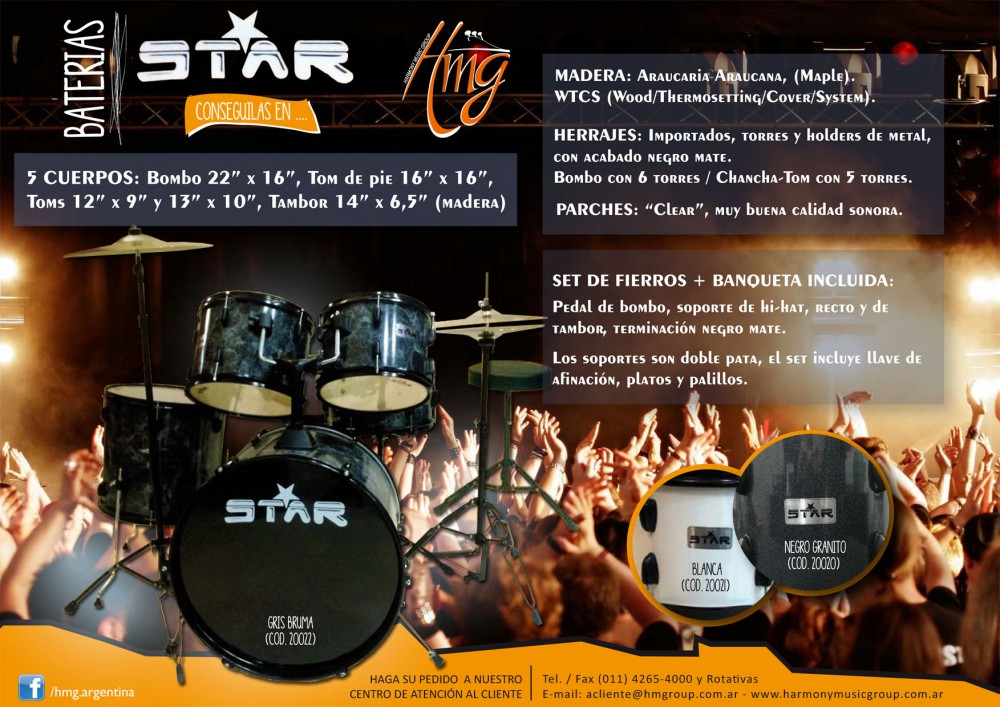 BATERIAS
STAR
CONSEGUILAS EN ....
HARMONY MUSIC GROUP
Hmg
5 CUERPOS: Bombo 22" x 16", Tom de pie 16" x 16",
Toms 12" x 9" y 13" x 10", Tambor 14" x 6,5" (madera)
MADERA: Araucaria Araucana, (Maple).
WTCS (Wood/Thermosetting/Cover/System).
HERRAJES: Importados, torres y holders de metal,
con acabado negro mate.
Bombo con 6 torres / Chancha-Tom con 5 torres.
PARCHES: "Clear", muy buena calidad sonora.
SET DE FIERROS + BANQUETA INCLUIDA:
Pedal de bombo, soporte de hi-hat, recto y de
tambor, terminación negro mate.
Los soportes son doble pata, el set incluye llave de
afinación, platos y palillos.
STAR
STAR
GRIS BRUMA
(COD. 20022)
STAR
BLANCA
(COD. 20021)
STAR
NEGRO GRANITO
(COD. 20020)
ST
f /hmg.argentina
HAGA SU PEDIDO A NUESTRO
CENTRO DE ATENCIÓN AL CLIENTE
Tel. / Fax (011) 4265-4000 y Rotativas
E-mail: acliente@hmgroup.com.ar - www.harmonymusicgroup.com.ar